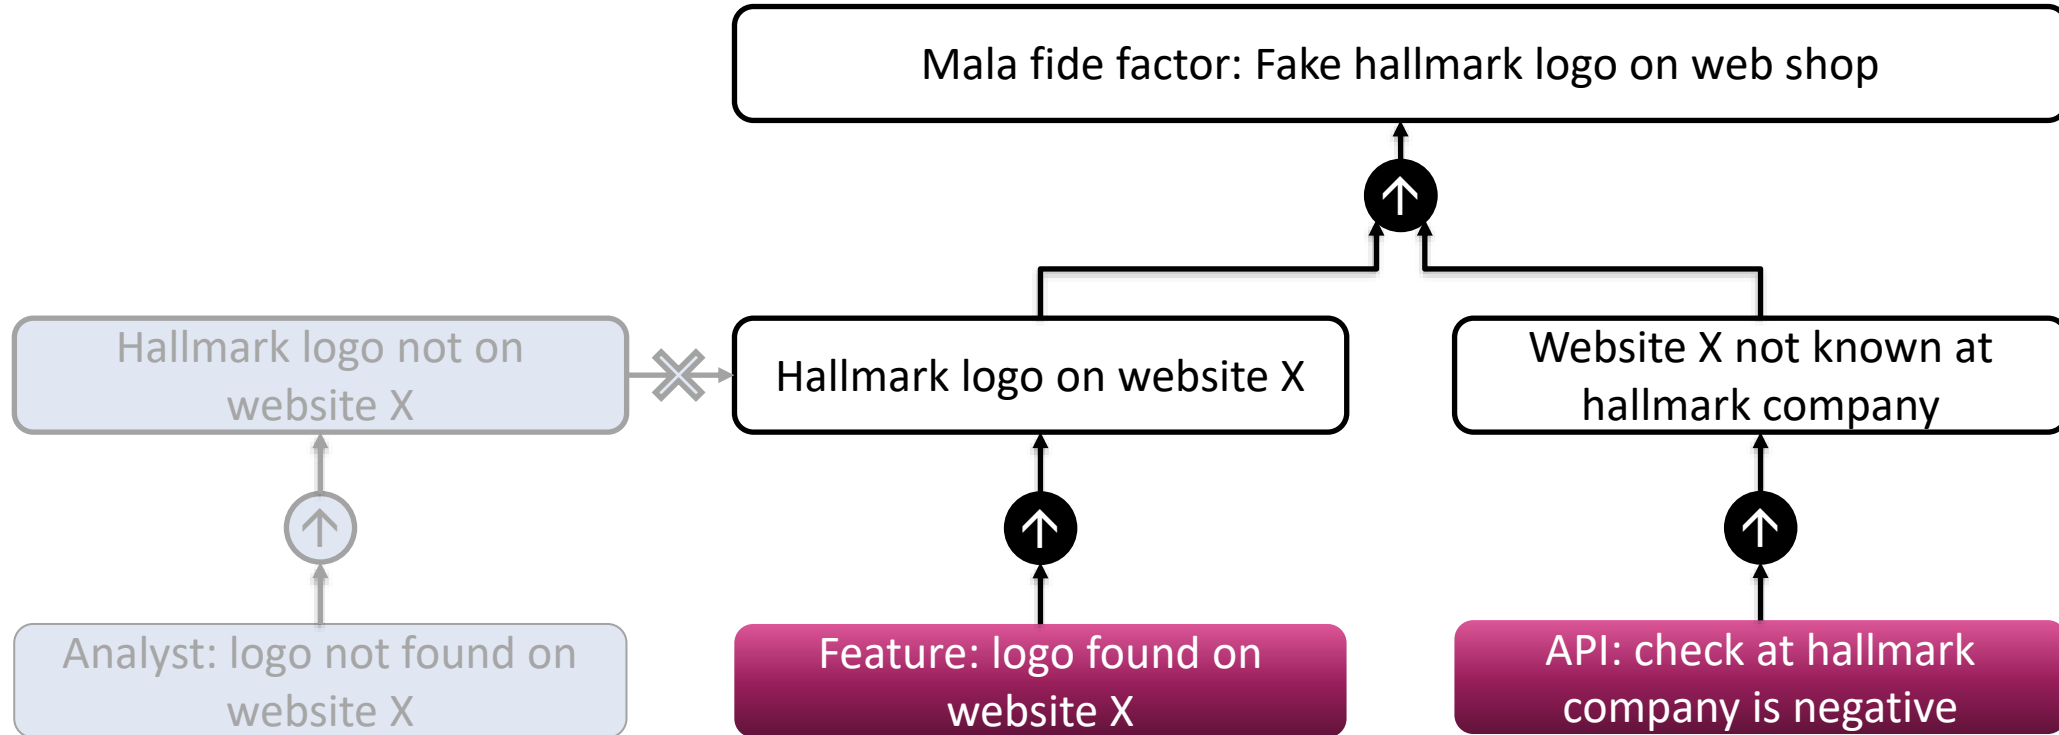 Mala fide factor: Fake hallmark logo on web shop
Hallmark logo not on
website X
Hallmark logo on website X
Website X not known at
hallmark company
Analyst: logo not found on
website X
Feature: logo found on
website X
API: check at hallmark
company is negative